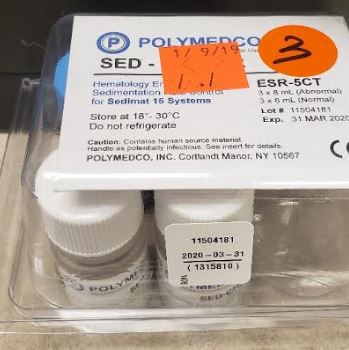 POLYMEDCO
1/9/19
3
SED -
Hematology
ESR-5CT
Sedimentation Rate Control
for Sedimat 15 Systems
3 x 8 mL (Abnormal)
3 x 8 mL (Normal)
Lot # 11504181
Exp. 31 MAR 2020
Store at 18°- 30°C
Do not refrigerate
Caution: Contains human source material.
Handle as potentially infectious. See insert for details.
POLYMEDCO, INC. Cortlandt Manor, NY 10567
11504181
2020-03-31
(1315810)
POLYMED
POLYMEDCO